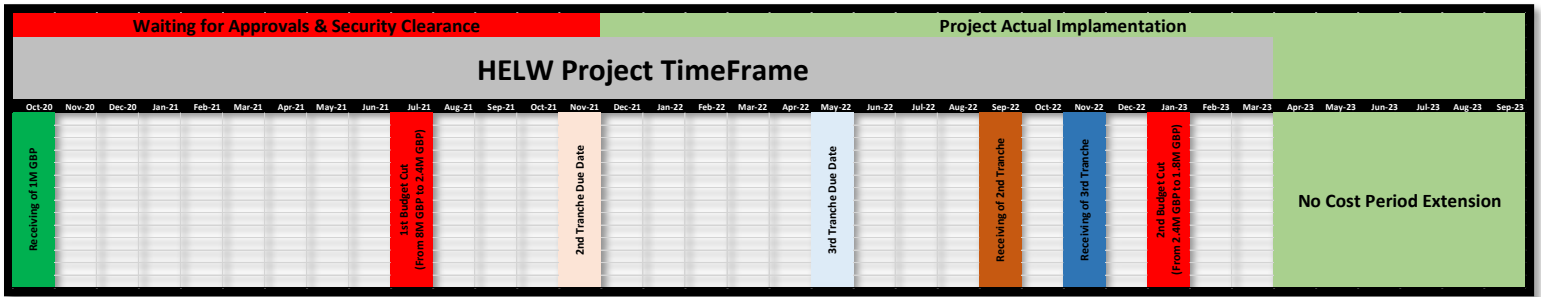 Waiting for Approvals & Security Clearance
Project Actual Implamentation
HELW Project TimeFrame
Oct-20 Nov-20 Dec-20 Jan-21 Feb-21 Mar-21 Apr-21 May-21 Jun-21 Jul-21 Aug-21 Sep-21 Oct-21 Nov-21 Dec-21 Jan-22 Feb-22 Mar-22 Apr-22 May-22 Jun-22 Jul-22 Aug-22 Sep-22 Oct-22 Nov-22 Dec-22 Jan-23 Feb-23 Mar-23 Apr-23 May-23 Jun-23 Jul-23 Aug-23 Sep-23
Receiving of 1M GBP
1st Budget Cut
(From 8M GBP to 2.4M GBP)
2nd Tranche Due Date
3rd Tranche Due Date
Receiving of 2nd Tranche
Receiving of 3rd Tranche
2nd Budget Cut
(From 2.4M GBP to 1.8M GBP)
No Cost Period Extension